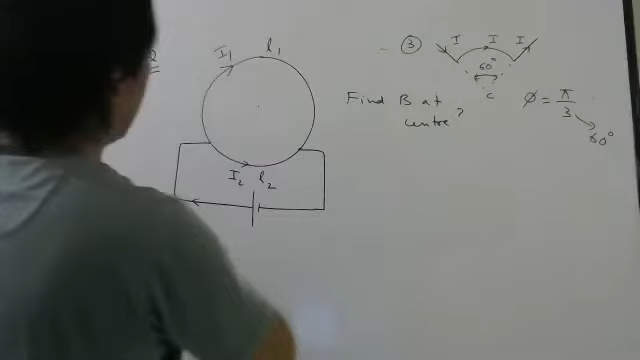 I₁ l₁
I₂ l₂
③ I I I
60°
c
Find B at
centre?
φ = π/3
60°